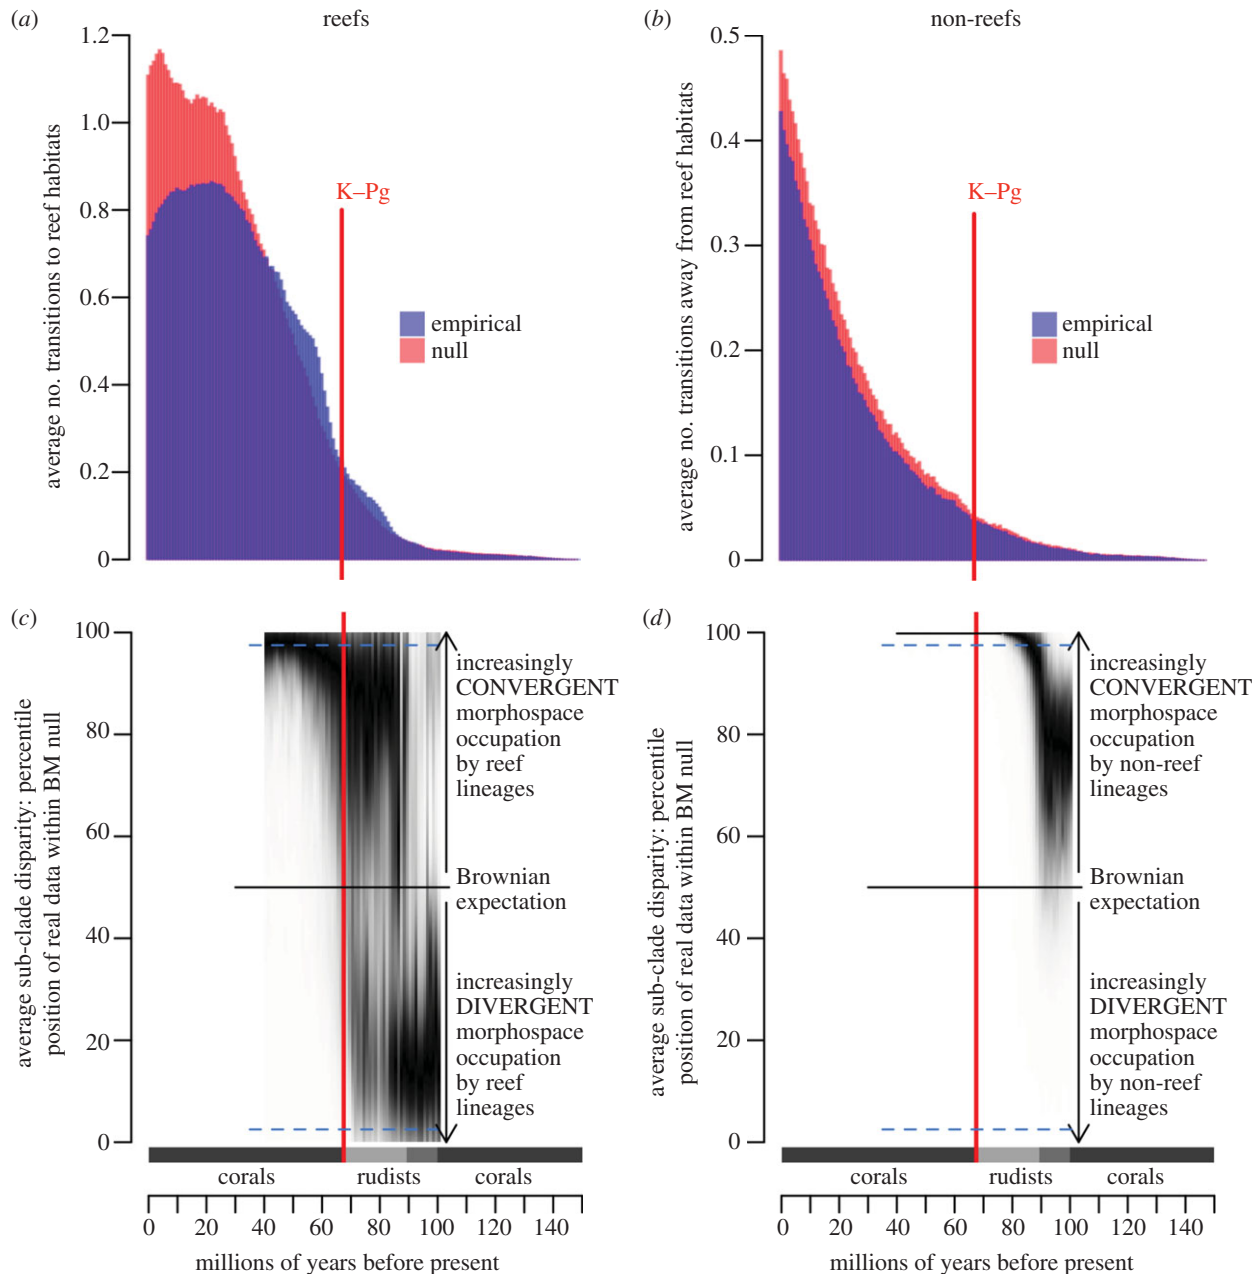 (a)
reefs
1.2
1.0
0.8
0.6
0.4
0.2
0
average no. transitions to reef habitats
K–Pg
empirical
null
(b)
non-reefs
0.5
0.4
0.3
0.2
0.1
0
average no. transitions away from reef habitats
K–Pg
empirical
null
(c)
100
80
60
40
20
0
average sub-clade disparity: percentile
position of real data within BM null
increasingly
CONVERGENT
morphospace
occupation
by reef
lineages
Brownian
expectation
increasingly
DIVERGENT
morphospace
occupation
by reef
lineages
corals
rudists
corals
0 20 40 60 80 100 120 140
millions of years before present
(d)
100
80
60
40
20
0
average sub-clade disparity: percentile
position of real data within BM null
increasingly
CONVERGENT
morphospace
occupation
by non-reef
lineages
Brownian
expectation
increasingly
DIVERGENT
morphospace
occupation
by non-reef
lineages
corals
rudists
corals
0 20 40 60 80 100 120 140
millions of years before present